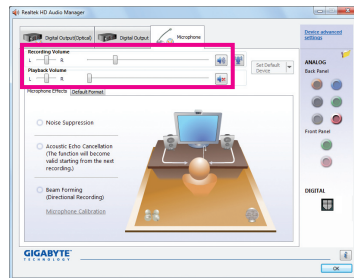 Realtek HD Audio Manager
Digital Output(Optical)
Digital Output
Microphone
Device advanced
settings
Recording Volume
L
R
Set Default
Device
Playback Volume
L
R
Microphone Effects
Default Format
ANALOG
Back Panel
Noise Suppression
Acoustic Echo Cancellation
(The function will become
valid starting from the next
recording.)
Front Panel
Beam Forming
(Directional Recording)
Microphone Calibration
DIGITAL
GIGABYTE
TECHNOLOGY
OK